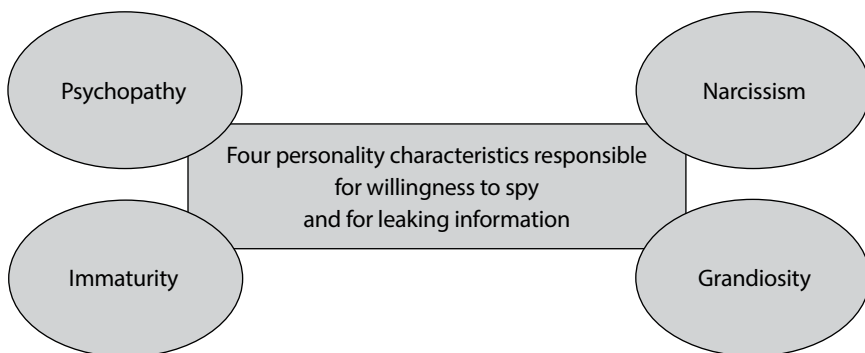 Psychopathy
Narcissism
Four personality characteristics responsible
for willingness to spy
and for leaking information
Immaturity
Grandiosity